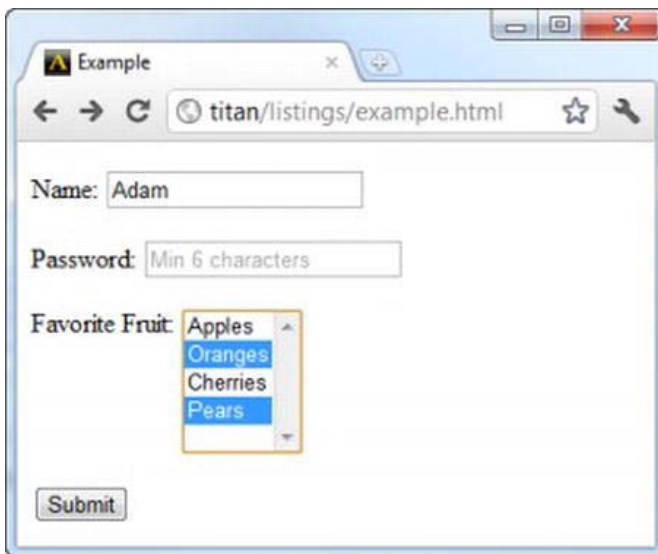 Example
titan/listings/example.html
Name: Adam
Password: Min 6 characters
Favorite Fruit: Apples
Oranges
Cherries
Pears
Submit